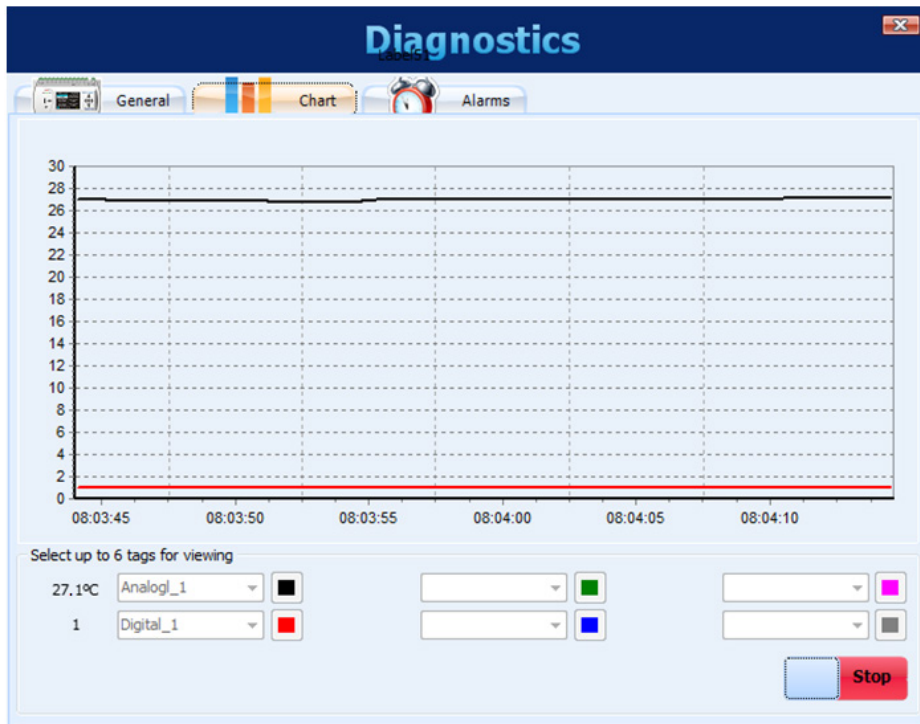 Diagnostics
Label51
General Chart Alarms
30
28
26
24
22
20
18
16
14
12
10
8
6
4
2
0
08:03:45 08:03:50 08:03:55 08:04:00 08:04:05 08:04:10
Select up to 6 tags for viewing
27.1ºC AnalogI_1
1 Digital_1
Stop